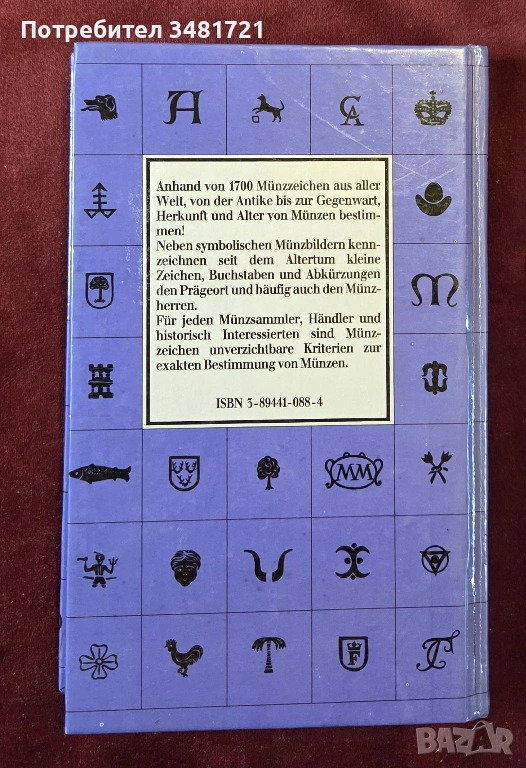 Потребител 3481721
A
CA
Anhand von 1700 Münzzeichen aus aller
Welt, von der Antike bis zur Gegenwart,
Herkunft und Alter von Münzen bestim-
men!
Neben symbolischen Münzbildern kenn-
zeichnen seit dem Altertum kleine
Zeichen, Buchstaben und Abkürzungen
den Prägeort und häufig auch den Münz-
herren.
Für jeden Münzsammler, Händler und
historisch Interessierten sind Münz-
zeichen unverzichtbare Kriterien zur
exakten Bestimmung von Münzen.
ISBN 3-89441-088-4
M
MM
F
BAZAR